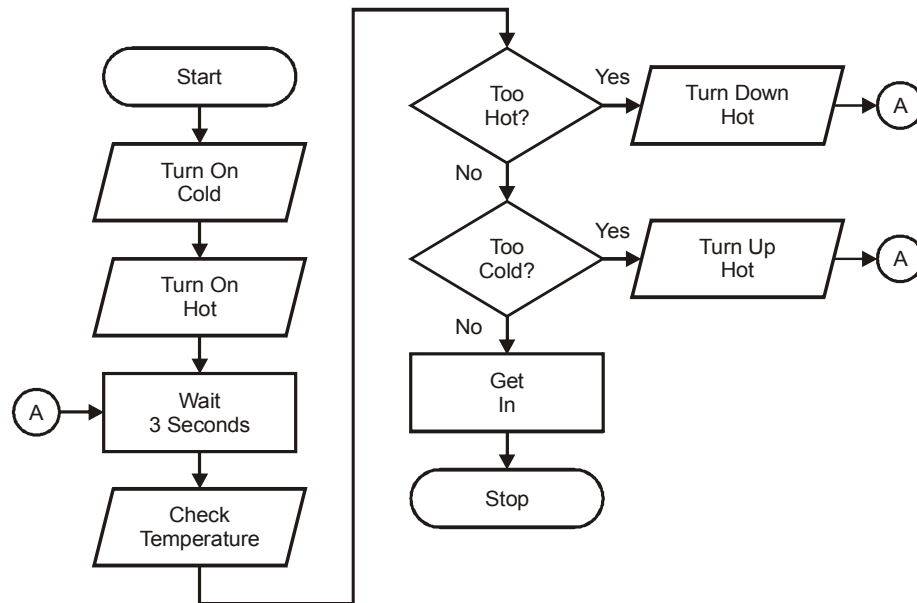 Start
Turn On
Cold
Turn On
Hot
A
Wait
3 Seconds
Check
Temperature
Too
Hot?
Yes
Turn Down
Hot
A
No
Too
Cold?
Yes
Turn Up
Hot
A
No
Get
In
Stop